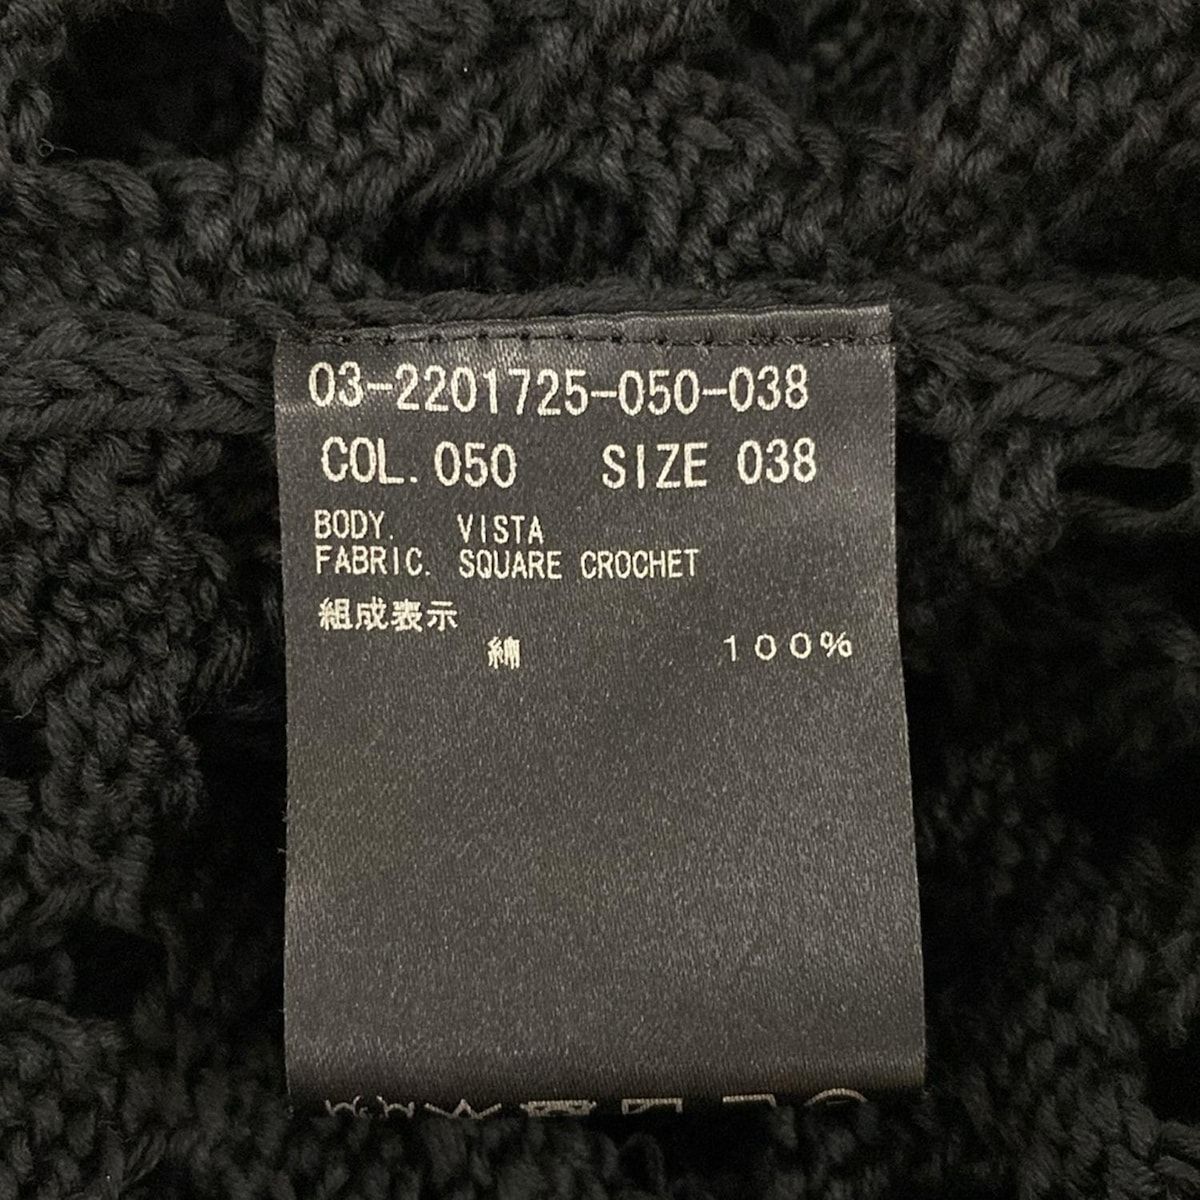 03-2201725-050-038
COL. 050 SIZE 038
BODY. VISTA
FABRIC. SQUARE CROCHET
組成表示
綿 100%